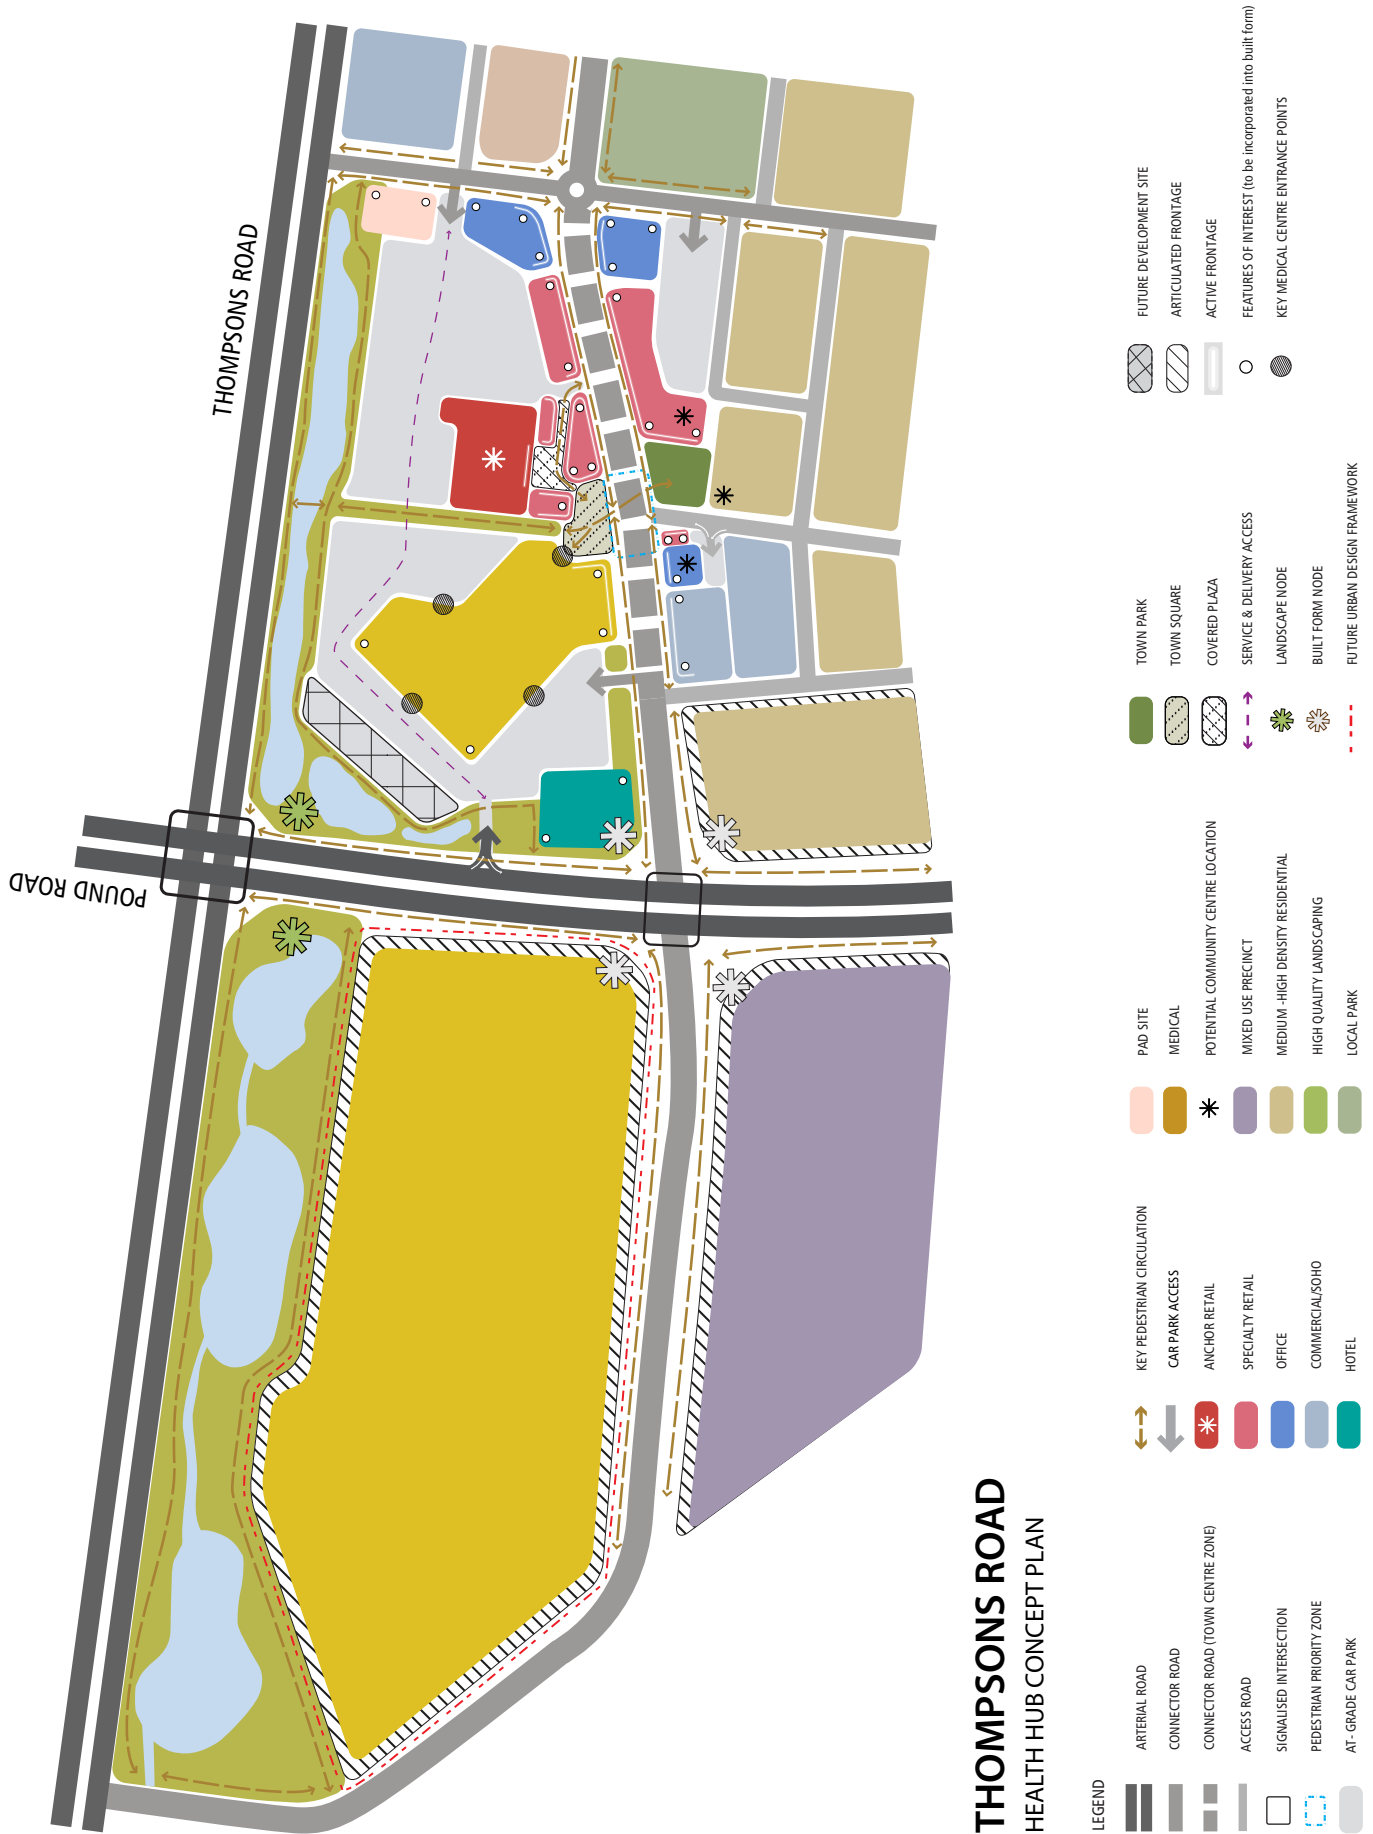 THOMPSONS ROAD
POUND ROAD
THOMPSONS ROAD
HEALTH HUB CONCEPT PLAN
LEGEND
ARTERIAL ROAD
CONNECTOR ROAD
CONNECTOR ROAD (TOWN CENTRE ZONE)
ACCESS ROAD
SIGNALISED INTERSECTION
PEDESTRIAN PRIORITY ZONE
AT- GRADE CAR PARK
KEY PEDESTRIAN CIRCULATION
CAR PARK ACCESS
ANCHOR RETAIL
SPECIALTY RETAIL
OFFICE
COMMERCIAL/SOHO
HOTEL
PAD SITE
MEDICAL
POTENTIAL COMMUNITY CENTRE LOCATION
MIXED USE PRECINCT
MEDIUM -HIGH DENSITY RESIDENTIAL
HIGH QUALITY LANDSCAPING
LOCAL PARK
TOWN PARK
TOWN SQUARE
COVERED PLAZA
SERVICE & DELIVERY ACCESS
LANDSCAPE NODE
BUILT FORM NODE
FUTURE URBAN DESIGN FRAMEWORK
FUTURE DEVELOPMENT SITE
ARTICULATED FRONTAGE
ACTIVE FRONTAGE
FEATURES OF INTEREST (to be incorporated into built form)
KEY MEDICAL CENTRE ENTRANCE POINTS